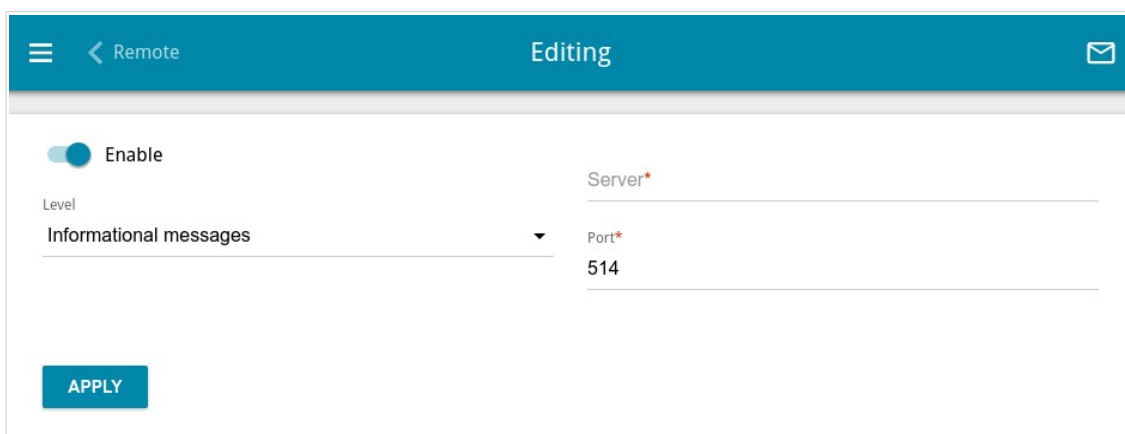 Remote
Editing
Enable
Level
Informational messages
Server*
Port*
514
APPLY